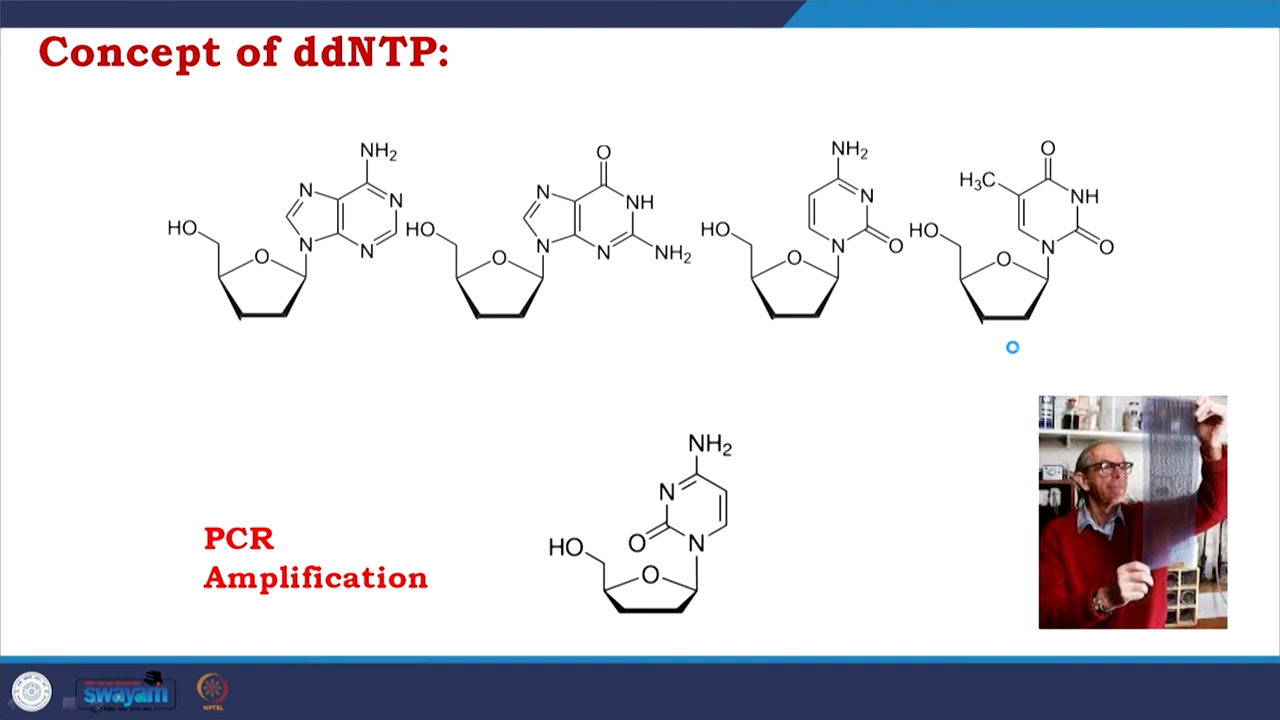 Concept of ddNTP:
NH2
N
N
N
N
HO
O
O
N
NH
N
N
NH2
HO
O
NH2
N
N
O
HO
O
O
H3C
NH
N
O
HO
O
NH2
N
O
N
HO
O
PCR
Amplification
swayam
NPTEL